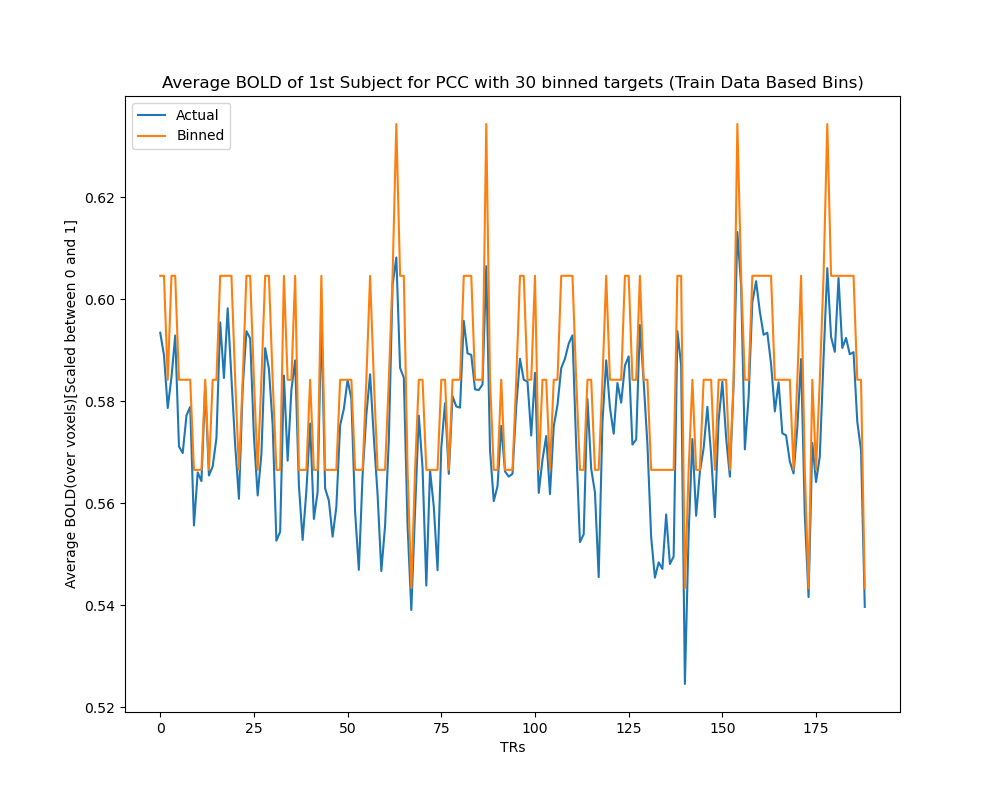 Average BOLD of 1st Subject for PCC with 30 binned targets (Train Data Based Bins)
Actual
Binned
Average BOLD(over voxels)[Scaled between 0 and 1]
0.62
0.60
0.58
0.56
0.54
0.52
0 25 50 75 100 125 150 175
TRs